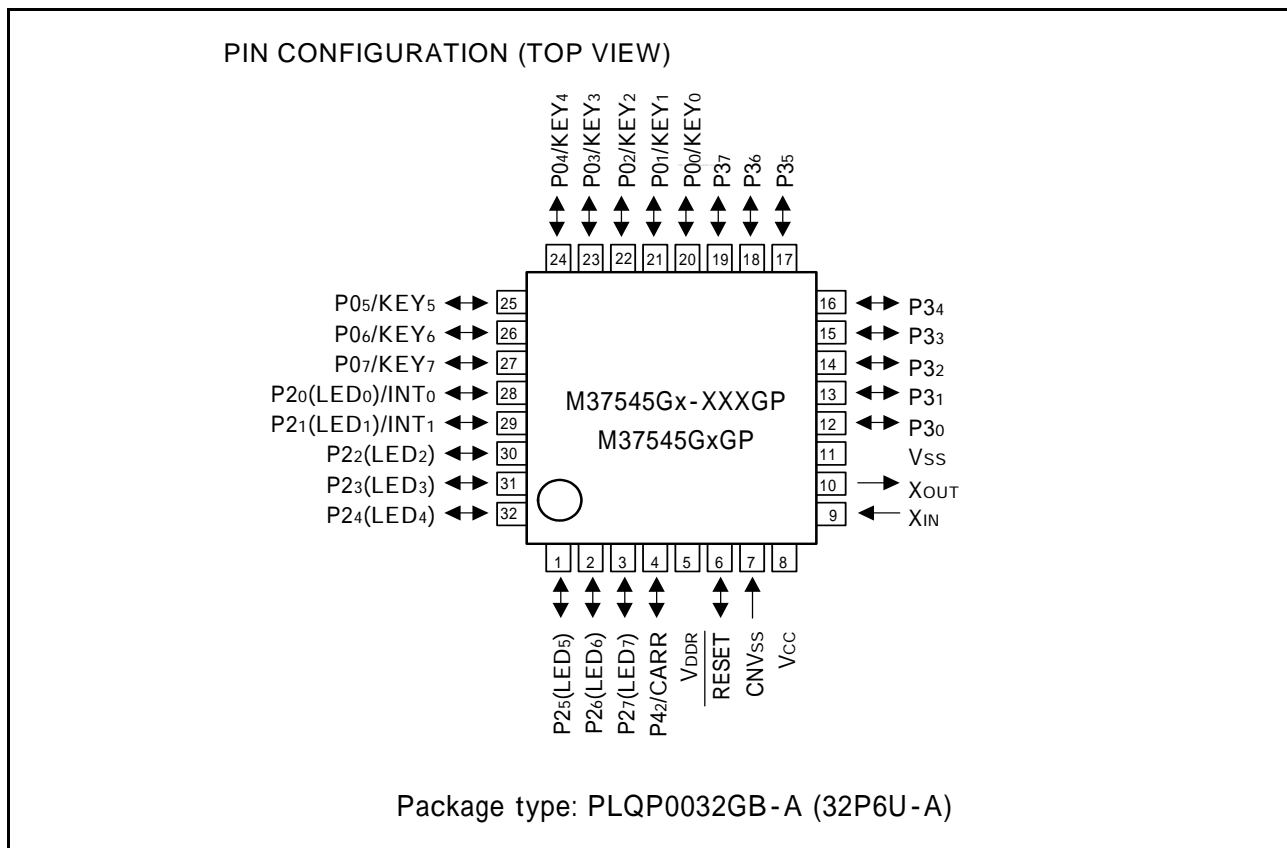 PIN CONFIGURATION (TOP VIEW)
P04/KEY4
P03/KEY3
P02/KEY2
P01/KEY1
P00/KEY0
P37
P36
P35
24 23 22 21 20 19 18 17
P05/KEY5 25
P06/KEY6 26
P07/KEY7 27
P20(LED0)/INT0 28
P21(LED1)/INT1 29
P22(LED2) 30
P23(LED3) 31
P24(LED4) 32
M37545Gx-XXXGP
M37545GxGP
16 P34
15 P33
14 P32
13 P31
12 P30
11 VSS
10 XOUT
9 XIN
1 2 3 4 5 6 7 8
P25(LED5)
P26(LED6)
P27(LED7)
P42/CARR
VDDR
RESET
CNVSS
VCC
Package type: PLQP0032GB-A (32P6U-A)